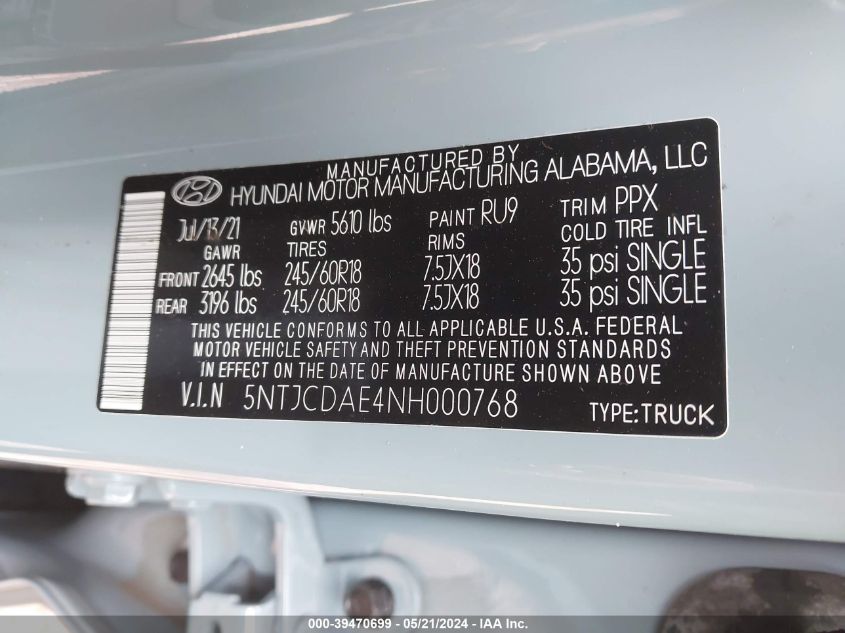 MANUFACTURED BY
HYUNDAI MOTOR MANUFACTURING ALABAMA, LLC
Jul/13/21 GVWR 5610 lbs PAINT RU9 TRIM PPX
GAWR TIRES RIMS COLD TIRE INFL
FRONT 2645 lbs 245/60R18 7.5JX18 35 psi SINGLE
REAR 3196 lbs 245/60R18 7.5JX18 35 psi SINGLE
THIS VEHICLE CONFORMS TO ALL APPLICABLE U.S.A. FEDERAL
MOTOR VEHICLE SAFETY AND THEFT PREVENTION STANDARDS
IN EFFECT ON THE DATE OF MANUFACTURE SHOWN ABOVE.
V.I.N 5NTJCDAE4NH000768 TYPE:TRUCK
000-39470699 / 05/21/2024 - IAA Inc.